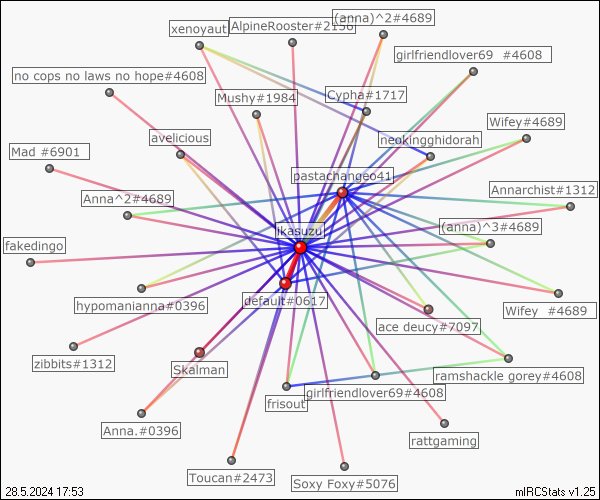 (anna)^2#4689
AlpineRooster#2156
xenoyaut
girlfriendlover69 #4608
no cops no laws no hope#4608
Mushy#1984
Cypha#1717
Wifey#4689
avelicious
neokingghidorah
Mad #6901
pastachangeo41
Annarchist#1312
Anna^2#4689
ikasuzu
(anna)^3#4689
fakedingo
hypomanianna#0396
default#0617
Wifey #4689
ace deucy#7097
zibbits#1312
Skalman
ramshackle gorey#4608
girlfriendlover69#4608
frisout
Anna.#0396
rattgaming
Toucan#2473
Soxy Foxy#5076
28.5.2024 17:53
mIRCStats v1.25